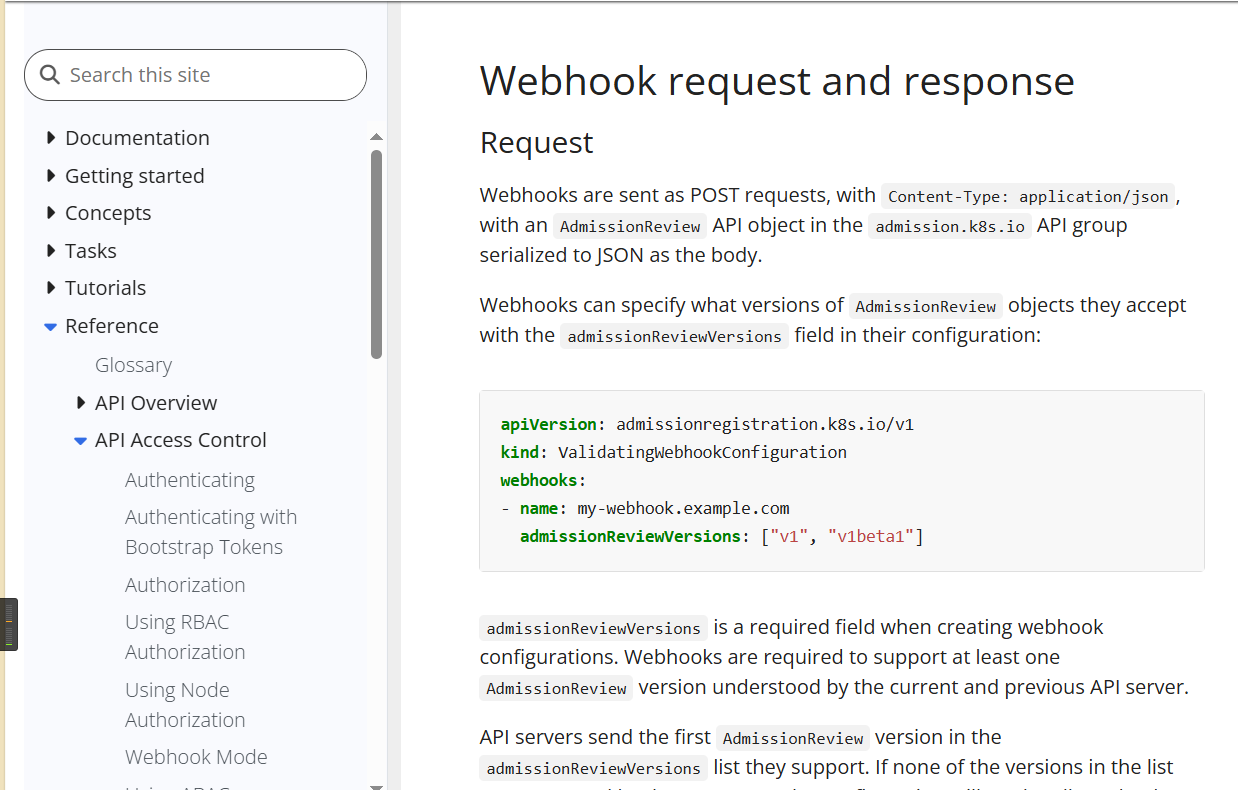 Search this site
Documentation
Getting started
Concepts
Tasks
Tutorials
Reference
Glossary
API Overview
API Access Control
Authenticating
Authenticating with
Bootstrap Tokens
Authorization
Using RBAC
Authorization
Using Node
Authorization
Webhook Mode
Webhook request and response
Request
Webhooks are sent as POST requests, with Content-Type: application/json,
with an AdmissionReview API object in the admission.k8s.io API group
serialized to JSON as the body.
Webhooks can specify what versions of AdmissionReview objects they accept
with the admissionReviewVersions field in their configuration:
apiVersion: admissionregistration.k8s.io/v1
kind: ValidatingWebhookConfiguration
webhooks:
- name: my-webhook.example.com
  admissionReviewVersions: ["v1", "v1beta1"]
admissionReviewVersions is a required field when creating webhook
configurations. Webhooks are required to support at least one
AdmissionReview version understood by the current and previous API server.
API servers send the first AdmissionReview version in the
admissionReviewVersions list they support. If none of the versions in the list